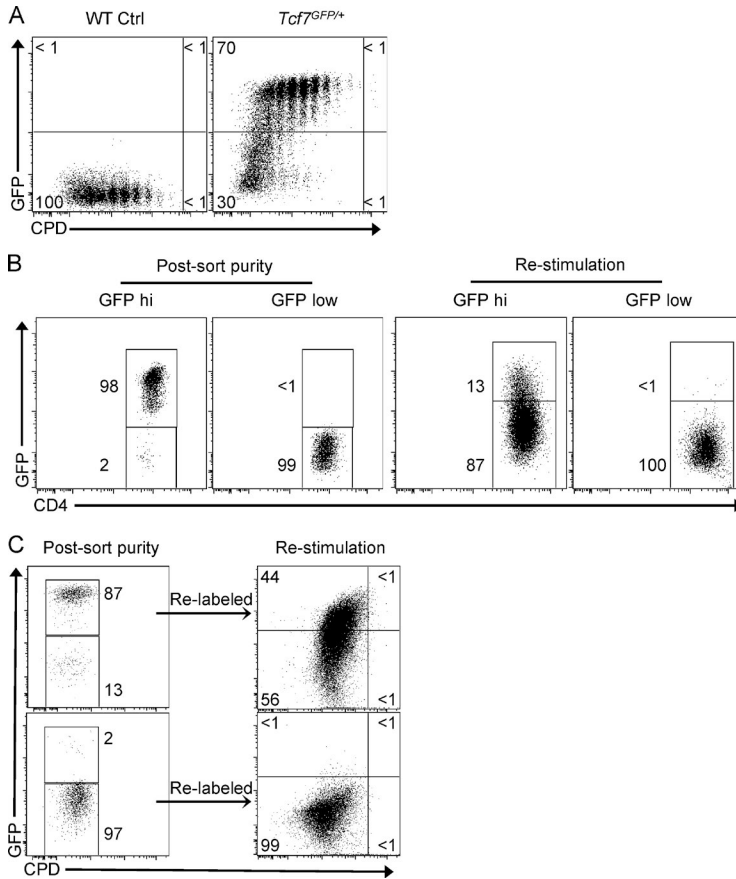 A
WT Ctrl
Tcf7GFP/+
< 1
< 1
70
< 1
100
< 1
30
< 1
GFP
CPD
B
Post-sort purity
Re-stimulation
GFP hi
GFP low
GFP hi
GFP low
98
<1
13
<1
2
99
87
100
GFP
CD4
C
Post-sort purity
Re-stimulation
87
Re-labeled
44
<1
13
56
<1
2
Re-labeled
<1
<1
97
99
<1
GFP
CPD